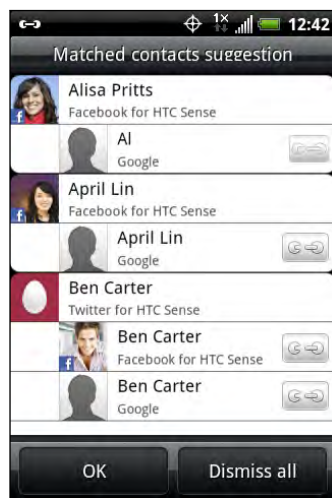 1X 12:42
Matched contacts suggestion
Alisa Pritts
Facebook for HTC Sense
Al
Google
April Lin
Facebook for HTC Sense
April Lin
Google
Ben Carter
Twitter for HTC Sense
Ben Carter
Facebook for HTC Sense
Ben Carter
Google
OK Dismiss all